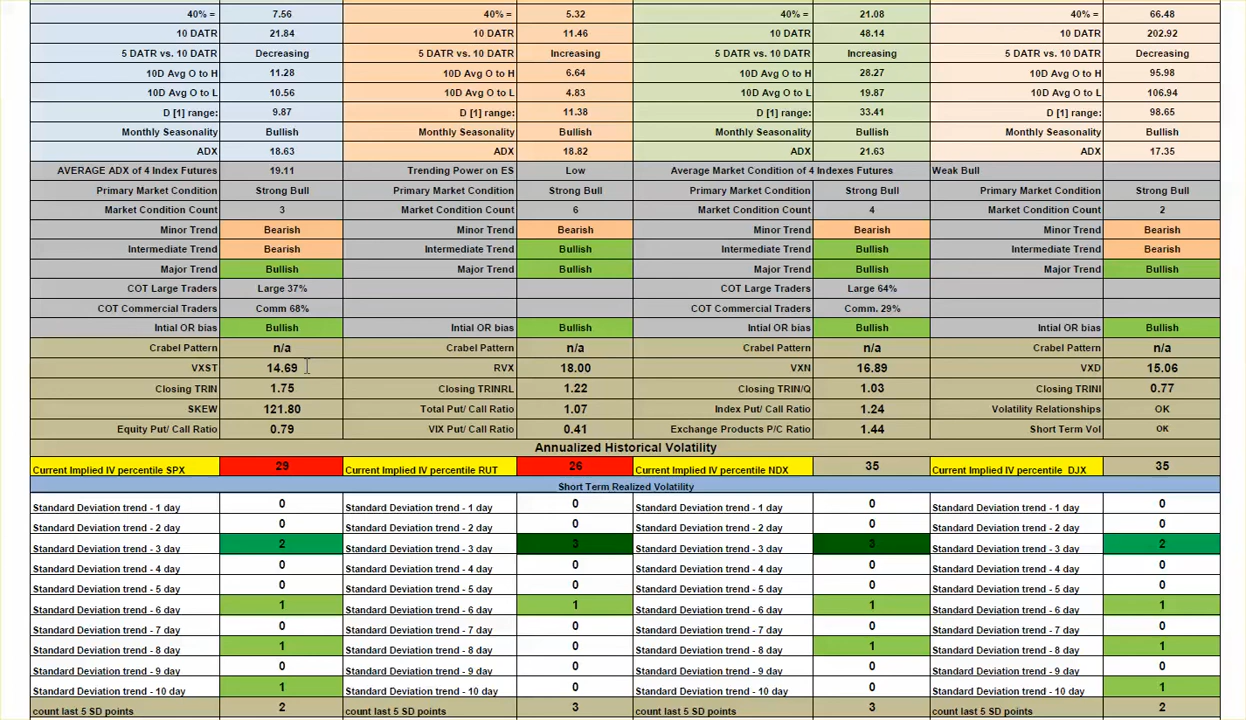 40% = 7.56 40% = 5.32 40% = 21.08 40% = 66.48
10 DATR 21.84 10 DATR 11.46 10 DATR 48.14 10 DATR 202.92
5 DATR vs. 10 DATR Decreasing 5 DATR vs. 10 DATR Increasing 5 DATR vs. 10 DATR Increasing 5 DATR vs. 10 DATR Decreasing
10D Avg O to H 11.28 10D Avg O to H 6.64 10D Avg O to H 28.27 10D Avg O to H 95.98
10D Avg O to L 10.56 10D Avg O to L 4.83 10D Avg O to L 19.87 10D Avg O to L 106.94
D [1] range: 9.87 D [1] range: 11.38 D [1] range: 33.41 D [1] range: 98.65
Monthly Seasonality Bullish Monthly Seasonality Bullish Monthly Seasonality Bullish Monthly Seasonality Bullish
ADX 18.63 ADX 18.82 ADX 21.63 ADX 17.35
AVERAGE ADX of 4 Index Futures 19.11 Trending Power on ES Low Average Market Condition of 4 Indexes Futures Weak Bull
Primary Market Condition Strong Bull Primary Market Condition Strong Bull Primary Market Condition Strong Bull Primary Market Condition Strong Bull
Market Condition Count 3 Market Condition Count 6 Market Condition Count 4 Market Condition Count 2
Minor Trend Bearish Minor Trend Bearish Minor Trend Bearish Minor Trend Bearish
Intermediate Trend Bearish Intermediate Trend Bullish Intermediate Trend Bullish Intermediate Trend Bearish
Major Trend Bullish Major Trend Bullish Major Trend Bullish Major Trend Bullish
COT Large Traders Large 37% COT Large Traders Large 64%
COT Commercial Traders Comm 68% COT Commercial Traders Comm. 29%
Intial OR bias Bullish Intial OR bias Bullish Intial OR bias Bullish Intial OR bias Bullish
Crabel Pattern n/a Crabel Pattern n/a Crabel Pattern n/a Crabel Pattern n/a
VXST 14.69 RVX 18.00 VXN 16.89 VXD 15.06
Closing TRIN 1.75 Closing TRINRL 1.22 Closing TRIN/Q 1.03 Closing TRINI 0.77
SKEW 121.80 Total Put/ Call Ratio 1.07 Index Put/ Call Ratio 1.24 Volatility Relationships OK
Equity Put/ Call Ratio 0.79 VIX Put/ Call Ratio 0.41 Exchange Products P/C Ratio 1.44 Short Term Vol OK
Annualized Historical Volatility
Current Implied IV percentile SPX 29 Current Implied IV percentile RUT 26 Current Implied IV percentile NDX 35 Current Implied IV percentile DJX 35
Short Term Realized Volatility
Standard Deviation trend - 1 day 0 Standard Deviation trend - 1 day 0 Standard Deviation trend - 1 day 0 Standard Deviation trend - 1 day 0
Standard Deviation trend - 2 day 0 Standard Deviation trend - 2 day 0 Standard Deviation trend - 2 day 0 Standard Deviation trend - 2 day 0
Standard Deviation trend - 3 day 2 Standard Deviation trend - 3 day 3 Standard Deviation trend - 3 day 3 Standard Deviation trend - 3 day 2
Standard Deviation trend - 4 day 0 Standard Deviation trend - 4 day 0 Standard Deviation trend - 4 day 0 Standard Deviation trend - 4 day 0
Standard Deviation trend - 5 day 0 Standard Deviation trend - 5 day 0 Standard Deviation trend - 5 day 0 Standard Deviation trend - 5 day 0
Standard Deviation trend - 6 day 1 Standard Deviation trend - 6 day 1 Standard Deviation trend - 6 day 1 Standard Deviation trend - 6 day 1
Standard Deviation trend - 7 day 0 Standard Deviation trend - 7 day 0 Standard Deviation trend - 7 day 0 Standard Deviation trend - 7 day 0
Standard Deviation trend - 8 day 1 Standard Deviation trend - 8 day 0 Standard Deviation trend - 8 day 1 Standard Deviation trend - 8 day 1
Standard Deviation trend - 9 day 0 Standard Deviation trend - 9 day 0 Standard Deviation trend - 9 day 0 Standard Deviation trend - 9 day 0
Standard Deviation trend - 10 day 1 Standard Deviation trend - 10 day 0 Standard Deviation trend - 10 day 0 Standard Deviation trend - 10 day 1
count last 5 SD points 2 count last 5 SD points 3 count last 5 SD points 3 count last 5 SD points 2